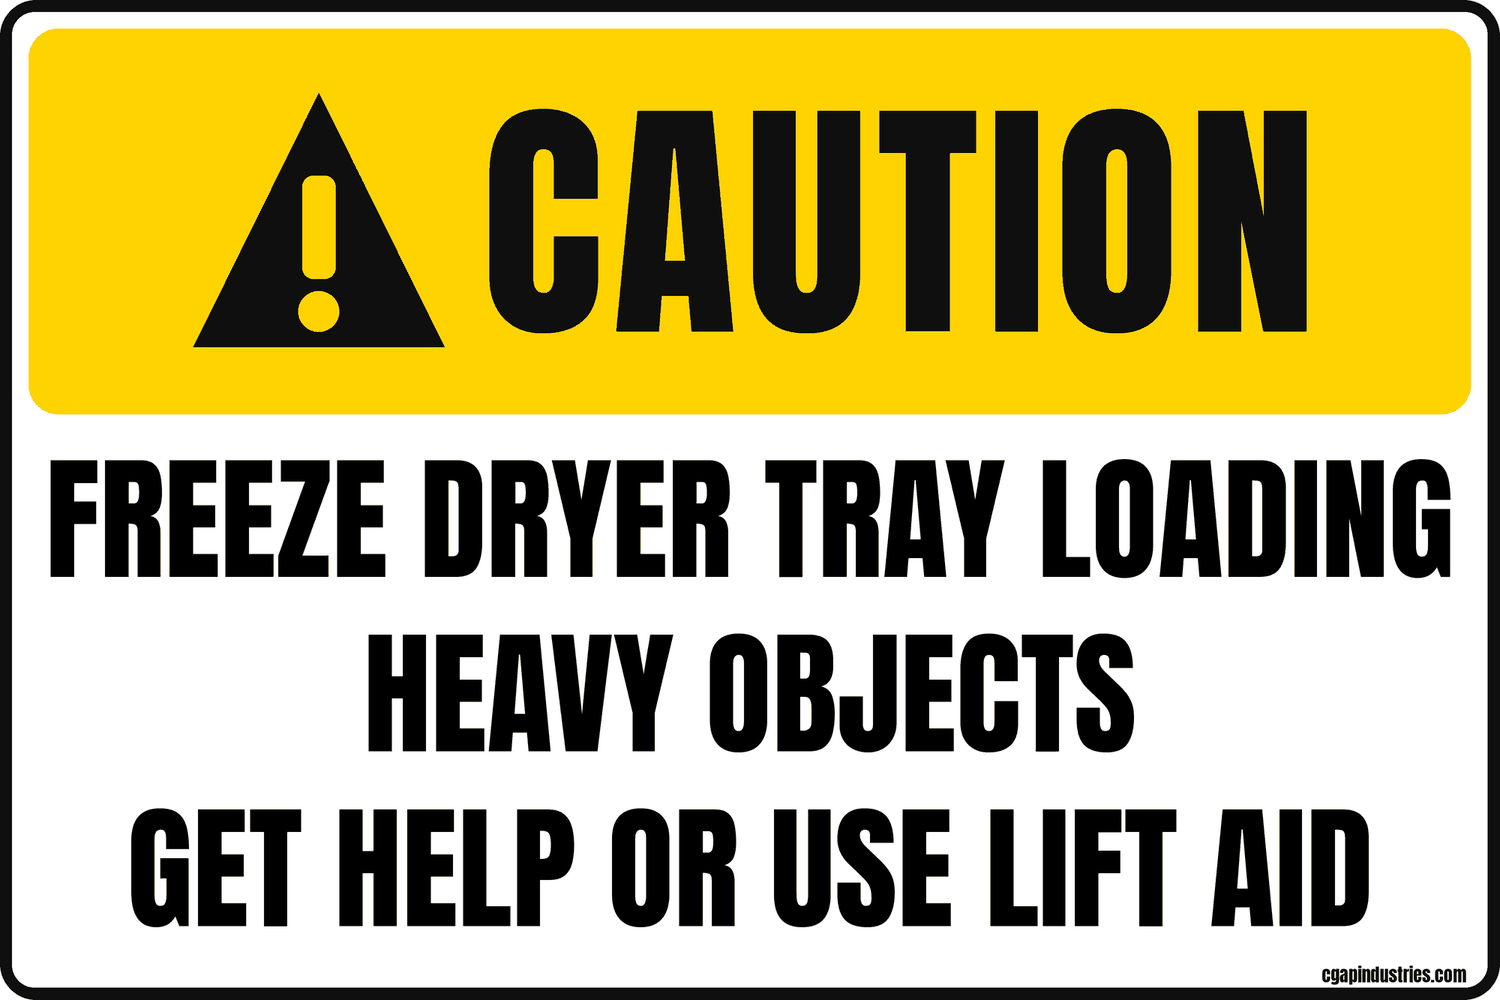 CAUTION
FREEZE DRYER TRAY LOADING
HEAVY OBJECTS
GET HELP OR USE LIFT AID
cgapindustries.com